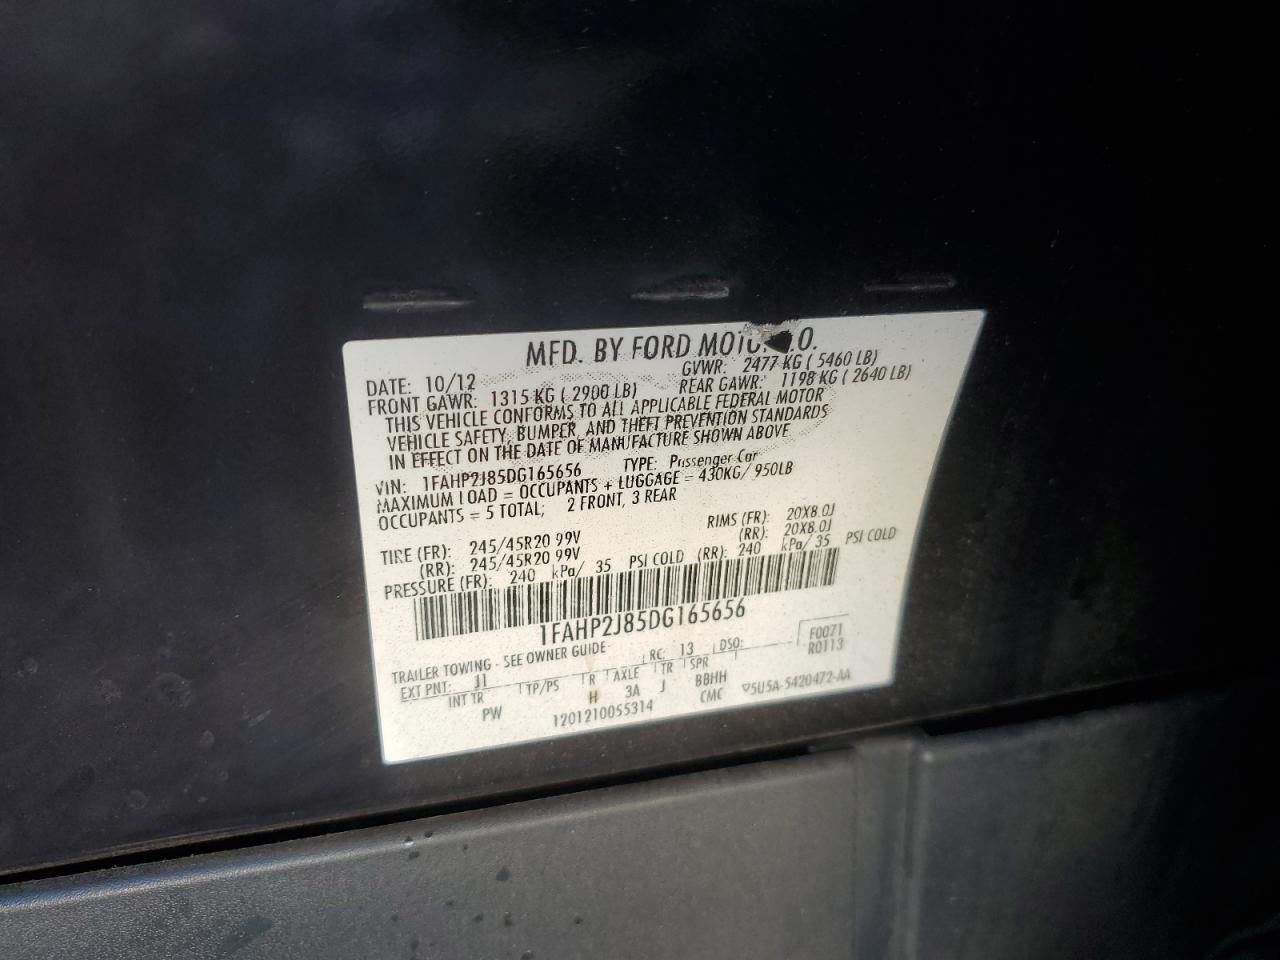 MFD. BY FORD MOTOR CO.
DATE: 10/12 GVWR: 2477 KG ( 5460 LB)
FRONT GAWR: 1315 KG ( 2900 LB) REAR GAWR: 1198 KG ( 2640 LB)
THIS VEHICLE CONFORMS TO ALL APPLICABLE FEDERAL MOTOR
VEHICLE SAFETY, BUMPER, AND THEFT PREVENTION STANDARDS
IN EFFECT ON THE DATE OF MANUFACTURE SHOWN ABOVE
VIN: 1FAHP2J85DG165656 TYPE: Passenger Car
MAXIMUM LOAD = OCCUPANTS + LUGGAGE = 430KG/ 950LB
OCCUPANTS = 5 TOTAL; 2 FRONT, 3 REAR
TIRE (FR): 245/45R20 99V RIMS (FR): 20X8.0J
(RR): 245/45R20 99V (RR): 20X8.0J
PRESSURE (FR): 240 kPa/ 35 PSI COLD (RR): 240 kPa/ 35 PSI COLD
1FAHP2J85DG165656
F0071
TRAILER TOWING - SEE OWNER GUIDE RC: 13 DSO: R0113
EXT PNT: J1
INT TR TP/PS R AXLE TR SPR
PW H 3A J BBHH
1201210055314 CMC ▽5U5A-5420472-AA